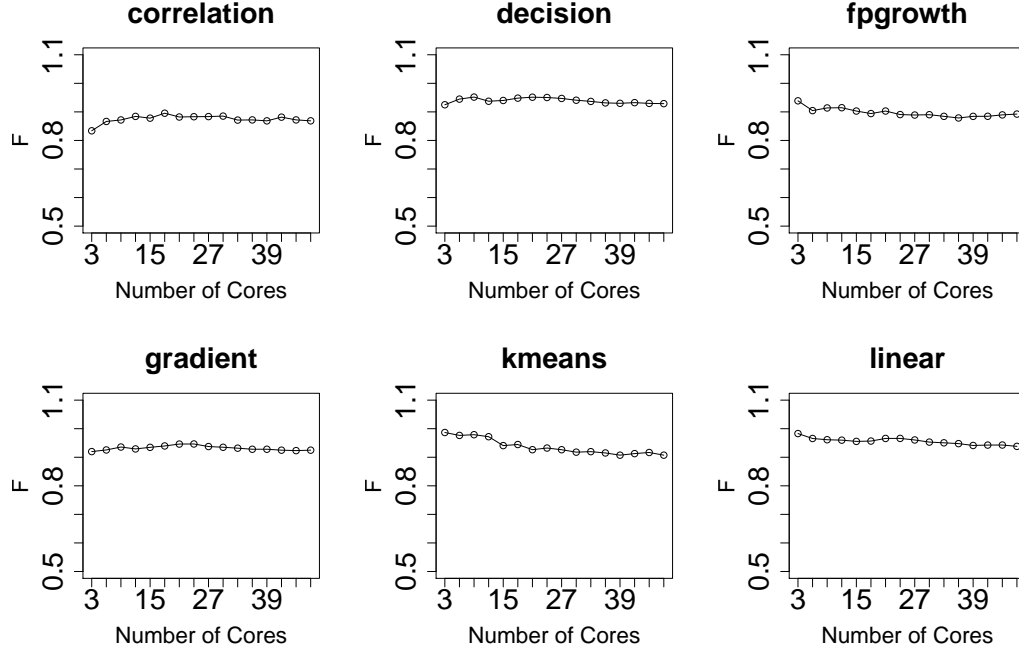 correlation
1.1
0.8
0.5
F
3 15 27 39
Number of Cores
decision
1.1
0.8
0.5
F
3 15 27 39
Number of Cores
fpgrowth
1.1
0.8
0.5
F
3 15 27 39
Number of Cores
gradient
1.1
0.8
0.5
F
3 15 27 39
Number of Cores
kmeans
1.1
0.8
0.5
F
3 15 27 39
Number of Cores
linear
1.1
0.8
0.5
F
3 15 27 39
Number of Cores